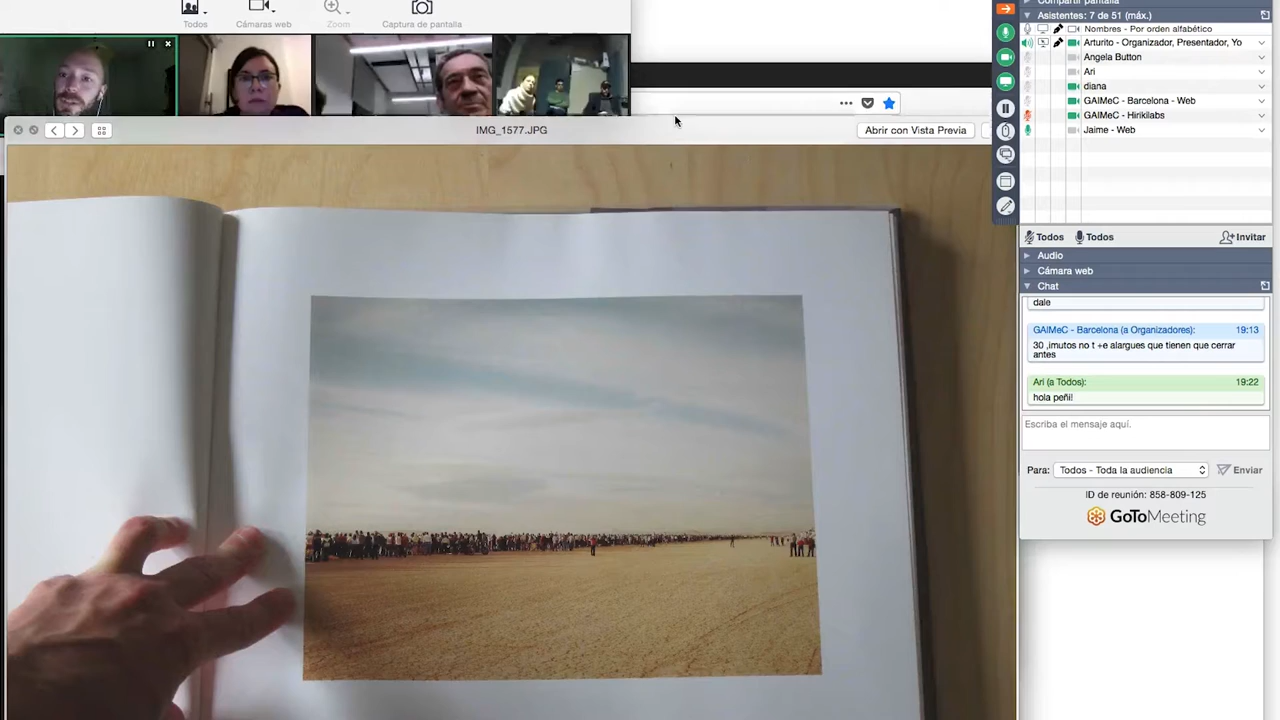 Todos
Cámaras web
Zoom
Captura de pantalla
IMG_1577.JPG
Abrir con Vista Previa
Compartir pantalla
Asistentes: 7 de 51 (máx.)
Nombres - Por orden alfabético
Arturito - Organizador, Presentador, Yo
Angela Button
Ari
diana
GAIMeC - Barcelona - Web
GAIMeC - Hirikilabs
Jaime - Web
Todos
Todos
Invitar
Audio
Cámara web
Chat
dale
GAIMeC - Barcelona (a Organizadores): 19:13
30 ,imutos no t +e alargues que tienen que cerrar
antes
Ari (a Todos): 19:22
hola peñi!
Escriba el mensaje aquí.
Para: Todos - Toda la audiencia
Enviar
ID de reunión: 858-809-125
GoToMeeting